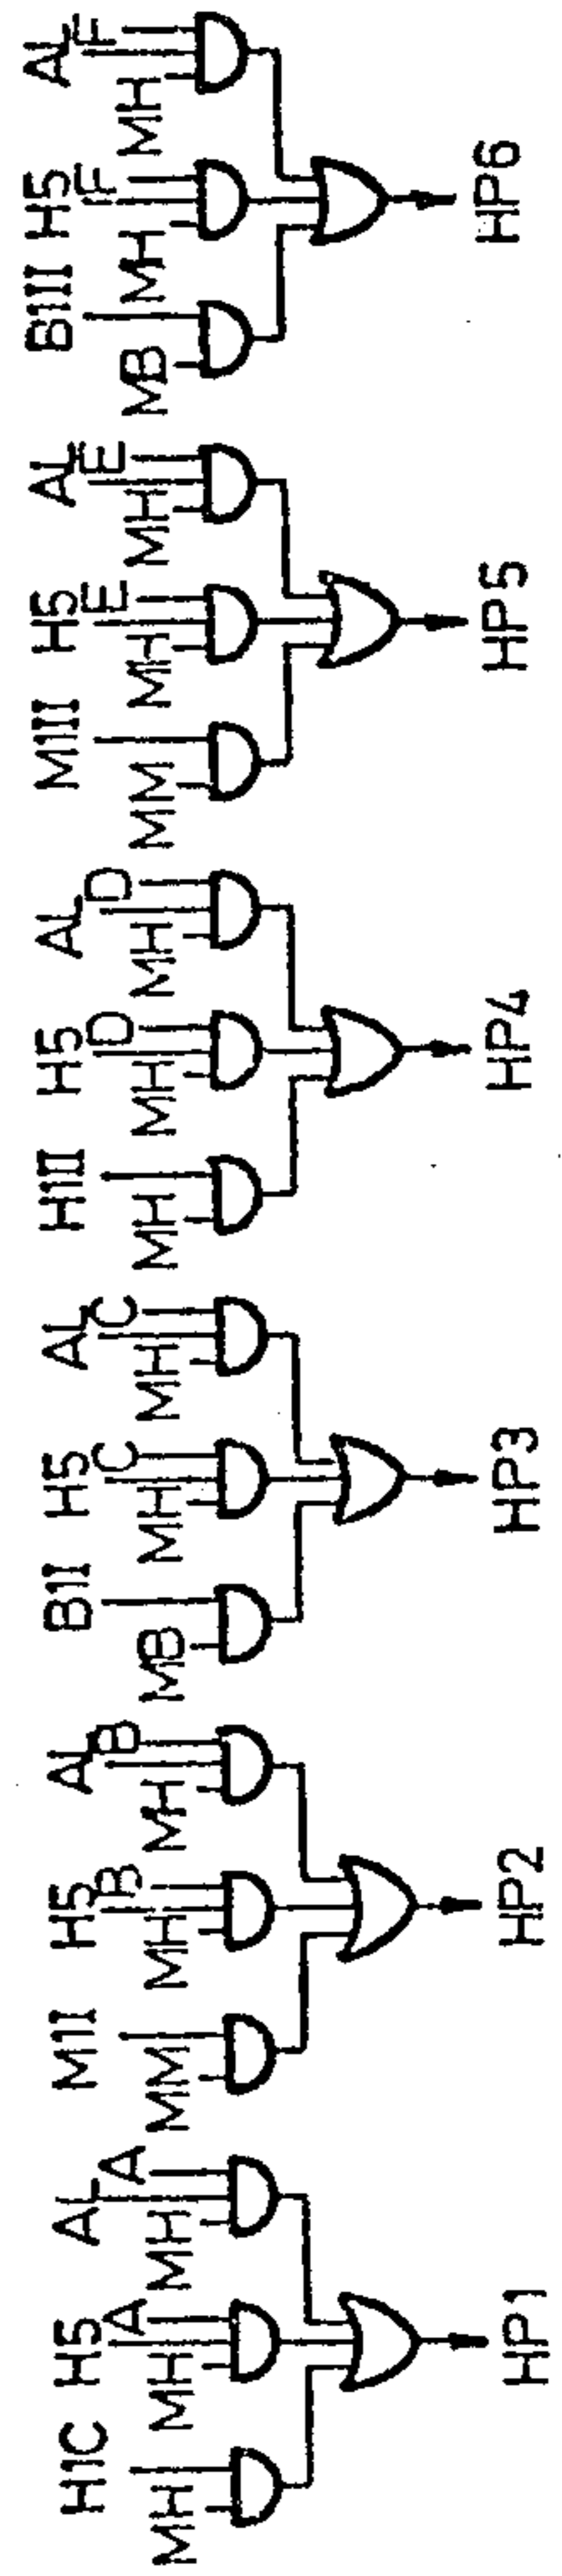 H1C H5 AL
MH MH A MH A
HP1
M1I H5 AL
MM MH B MH B
HP2
B1I H5 AL
MB MH C MH C
HP3
H1II H5 AL
MH MH D MH D
HP4
M1II H5 AL
MM MH E MH E
HP5
B1II H5 AL
MB MH F MH F
HP6